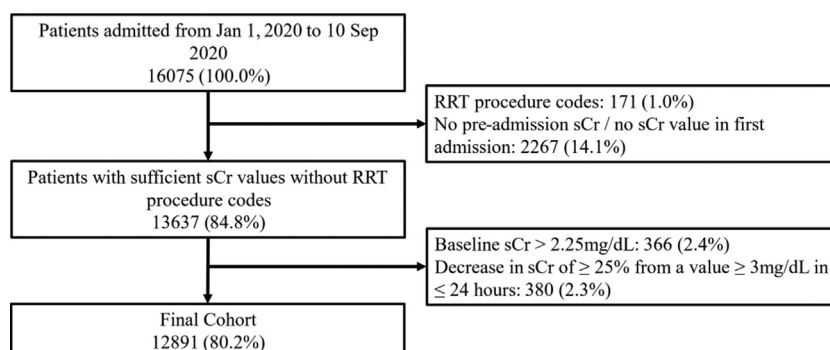 Patients admitted from Jan 1, 2020 to 10 Sep
2020
16075 (100.0%)
RRT procedure codes: 171 (1.0%)
No pre-admission sCr / no sCr value in first
admission: 2267 (14.1%)
Patients with sufficient sCr values without RRT
procedure codes
13637 (84.8%)
Baseline sCr > 2.25mg/dL: 366 (2.4%)
Decrease in sCr of ≥ 25% from a value ≥ 3mg/dL in
≤ 24 hours: 380 (2.3%)
Final Cohort
12891 (80.2%)